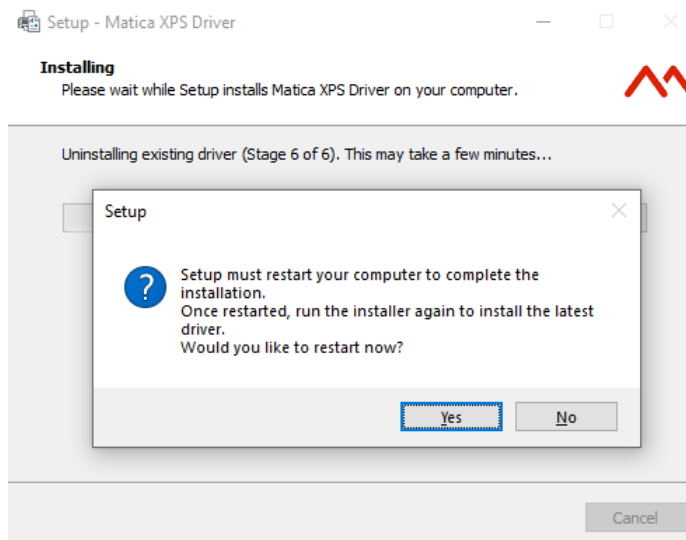 Setup - Matica XPS Driver
Installing
Please wait while Setup installs Matica XPS Driver on your computer.
Uninstalling existing driver (Stage 6 of 6). This may take a few minutes...
Setup
Setup must restart your computer to complete the
installation.
Once restarted, run the installer again to install the latest
driver.
Would you like to restart now?
Yes
No
Cancel